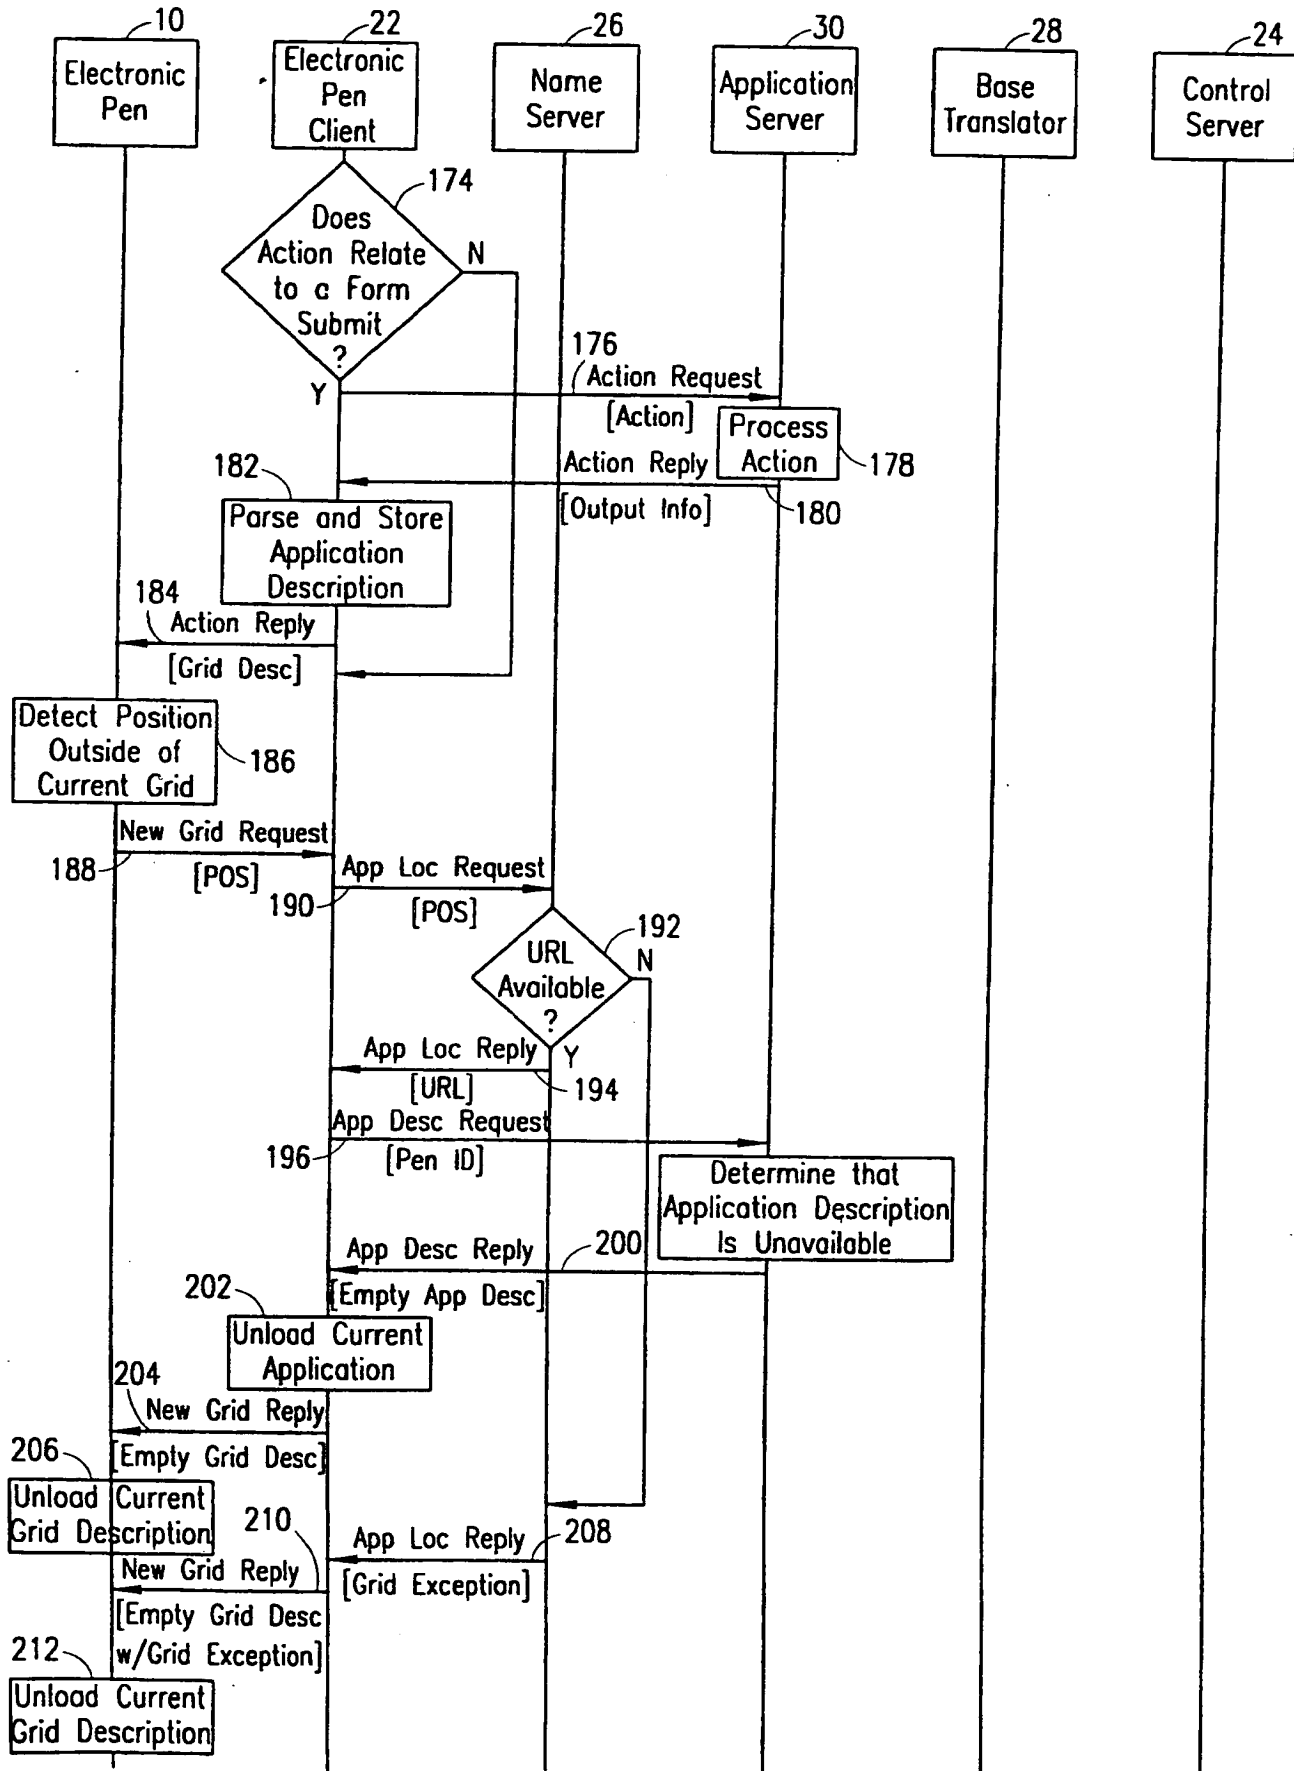 10
22
26
30
28
24
Electronic
Pen
Electronic
Pen
Client
Name
Server
Application
Server
Base
Translator
Control
Server
174
Does
Action Relate
to a Form
Submit
?
N
Y
176
Action Request
[Action]
Process
Action
178
Action Reply
[Output Info]
180
182
Parse and Store
Application
Description
184
Action Reply
[Grid Desc]
Detect Position
Outside of
Current Grid
186
New Grid Request
188
[POS]
App Loc Request
190
[POS]
192
URL
Available
?
N
Y
App Loc Reply
[URL]
194
App Desc Request
196
[Pen ID]
Determine that
Application Description
Is Unavailable
App Desc Reply
200
[Empty App Desc]
202
Unload Current
Application
204
New Grid Reply
[Empty Grid Desc]
206
Unload Current
Grid Description
App Loc Reply
208
[Grid Exception]
210
New Grid Reply
[Empty Grid Desc
w/Grid Exception]
212
Unload Current
Grid Description